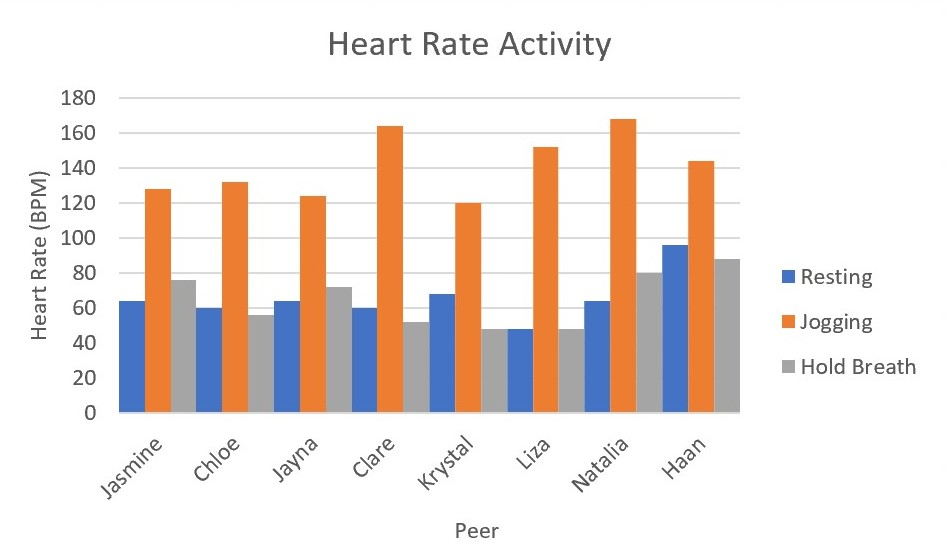 Heart Rate Activity
180
160
140
120
100
80
60
40
20
0
Heart Rate (BPM)
Jasmine
Chloe
Jayna
Clare
Krystal
Liza
Natalia
Haan
Peer
Resting
Jogging
Hold Breath